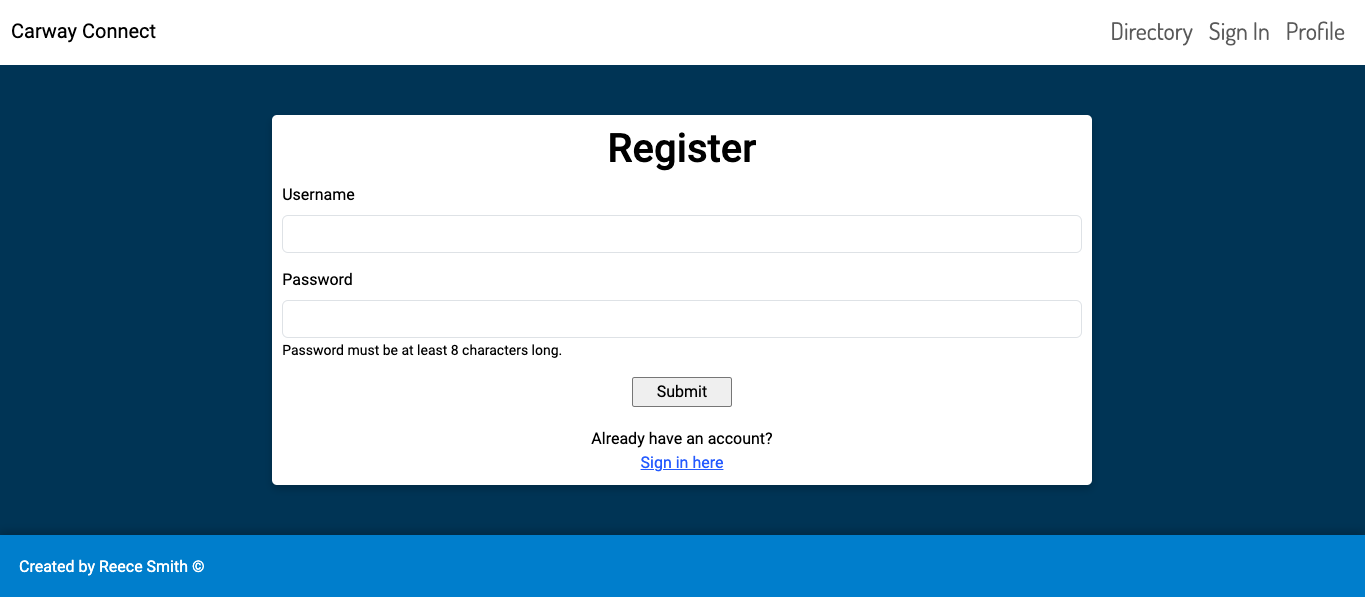 Carway Connect
Directory Sign In Profile
Register
Username
Password
Password must be at least 8 characters long.
Submit
Already have an account?
Sign in here
Created by Reece Smith ©